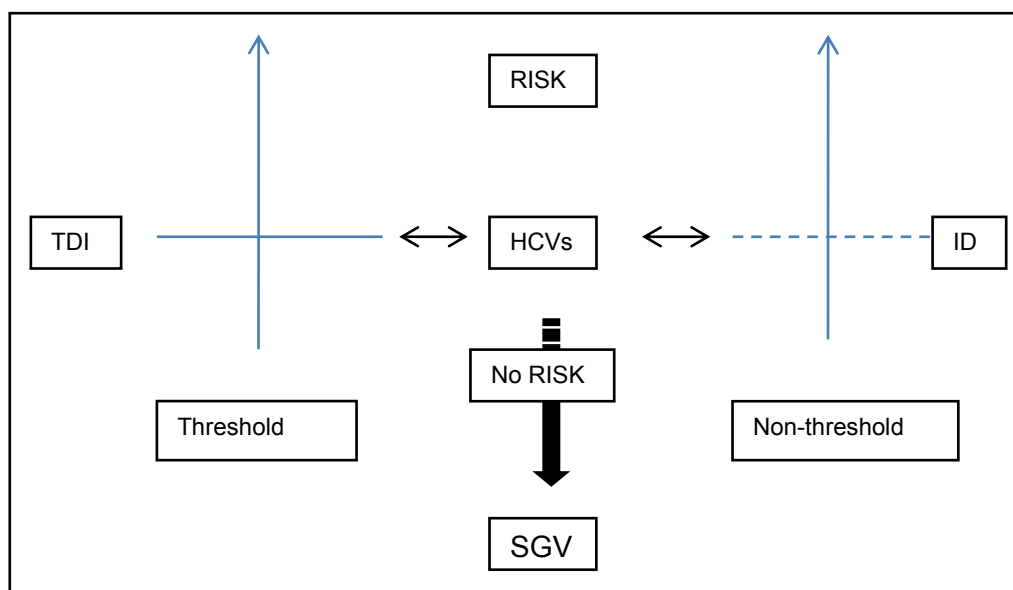 RISK
TDI
HCVs
ID
No RISK
Threshold
Non-threshold
SGV